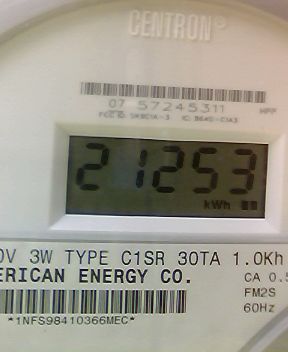 CENTRON®
07 57245311
21253
kWh
0V 3W TYPE C1SR 30TA 1.0Kh
ERICAN ENERGY CO.
CA 0.5
FM2S
60Hz
*1NFS98410366MEC*